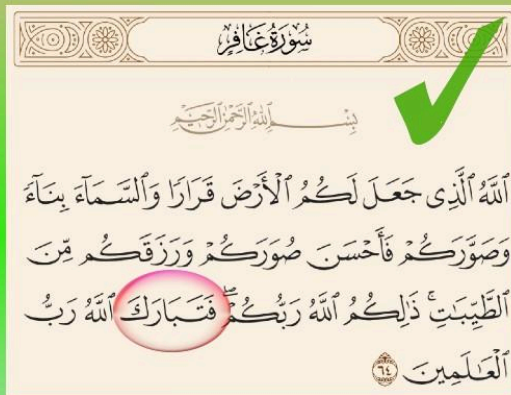 سُورَةُ غَافِرٍ
بِسْمِ ٱللَّهِ ٱلرَّحْمَٰنِ ٱلرَّحِيمِ
ٱللَّهُ ٱلَّذِى جَعَلَ لَكُمُ ٱلْأَرْضَ قَرَارًا وَٱلسَّمَآءَ بِنَآءً
وَصَوَّرَكُمْ فَأَحْسَنَ صُوَرَكُمْ وَرَزَقَكُم مِّنَ
ٱلطَّيِّبَٰتِ ۚ ذَٰلِكُمُ ٱللَّهُ رَبُّكُمْ ۖ فَتَبَارَكَ ٱللَّهُ رَبُّ
ٱلْعَٰلَمِينَ ٦٤